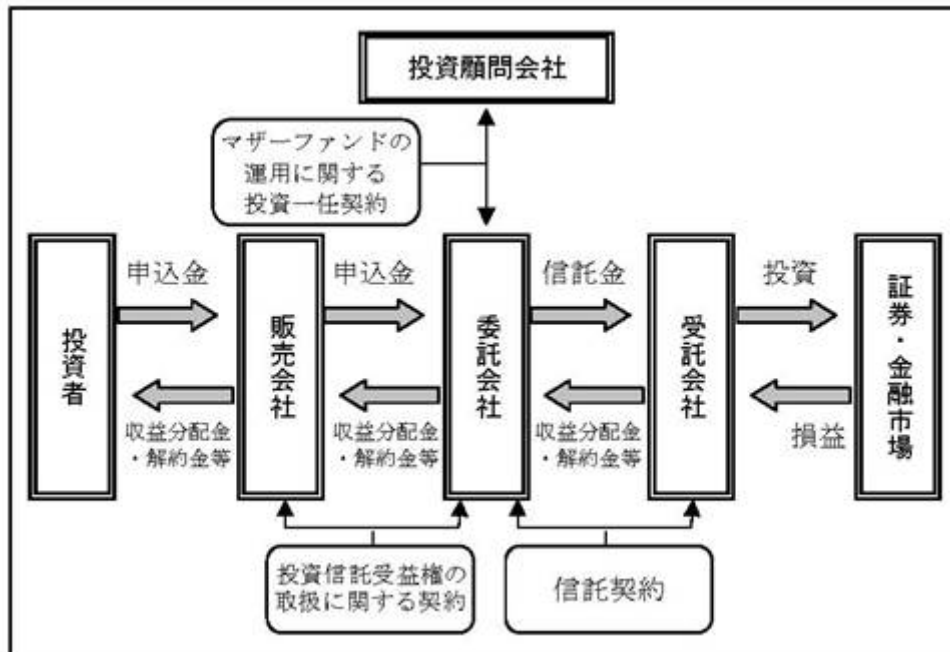 投資顧問会社
マザーファンドの
運用に関する
投資一任契約
投資者
申込金
収益分配金
・解約金等
販売会社
申込金
収益分配金
・解約金等
委託会社
信託金
収益分配金
・解約金等
受託会社
投資
損益
証券・金融市場
投資信託受益権の
取扱に関する契約
信託契約